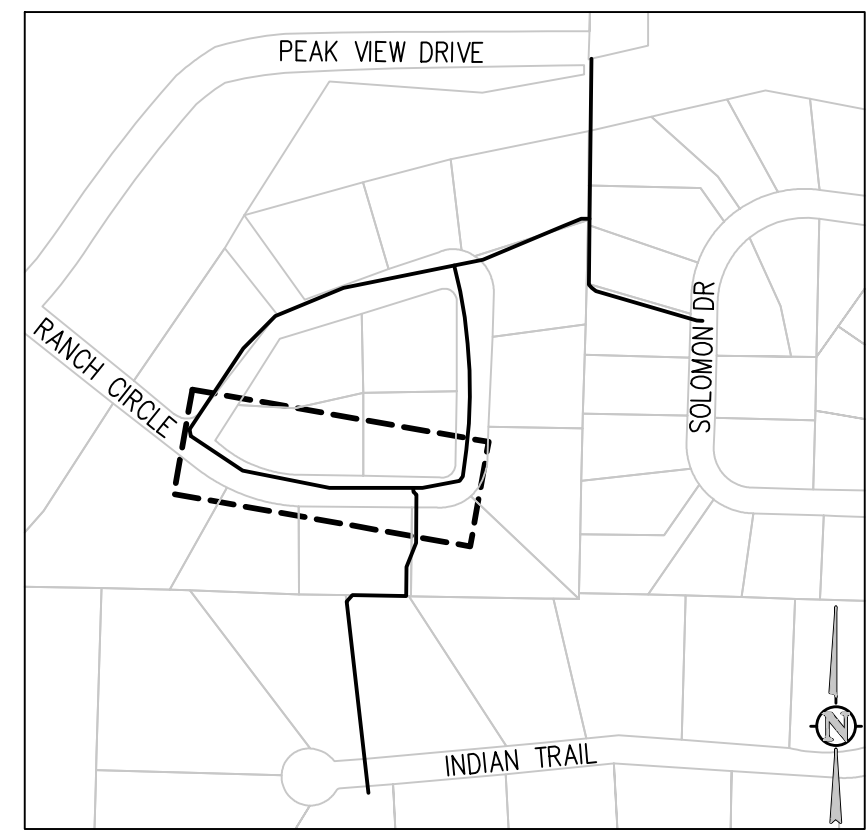 PEAK VIEW DRIVE
RANCH CIRCLE
SOLOMON DR
INDIAN TRAIL
N